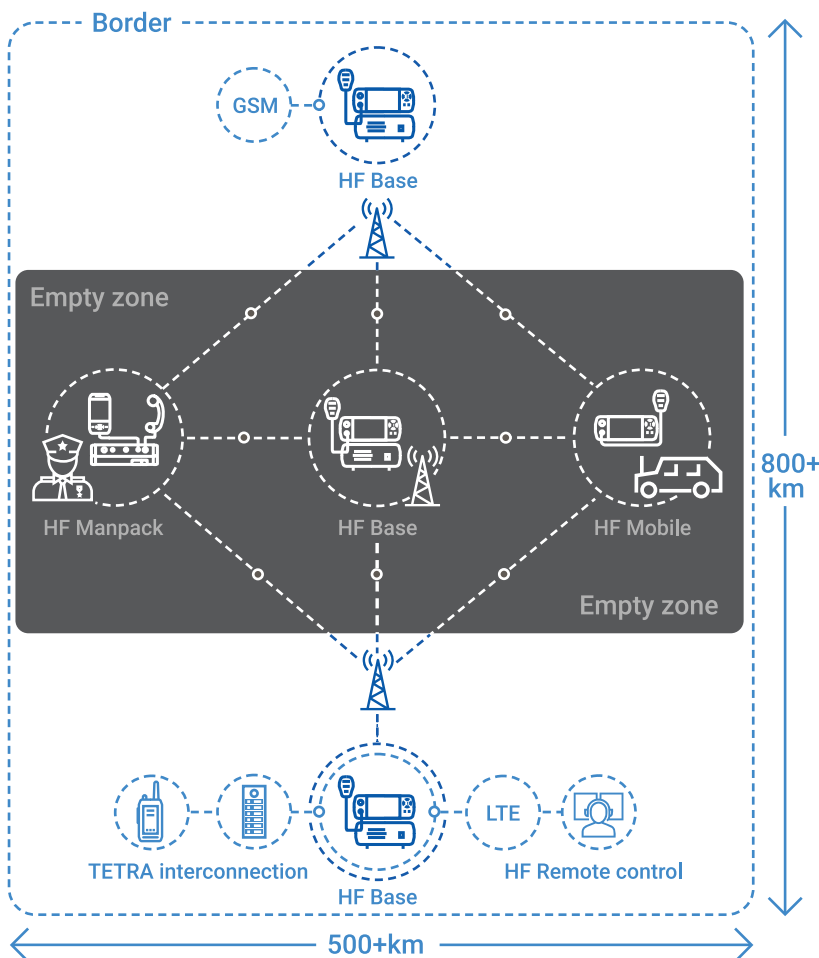 Border
GSM
HF Base
Empty zone
HF Manpack
HF Base
HF Mobile
800+
km
Empty zone
LTE
TETRA interconnection
HF Base
HF Remote control
500+km